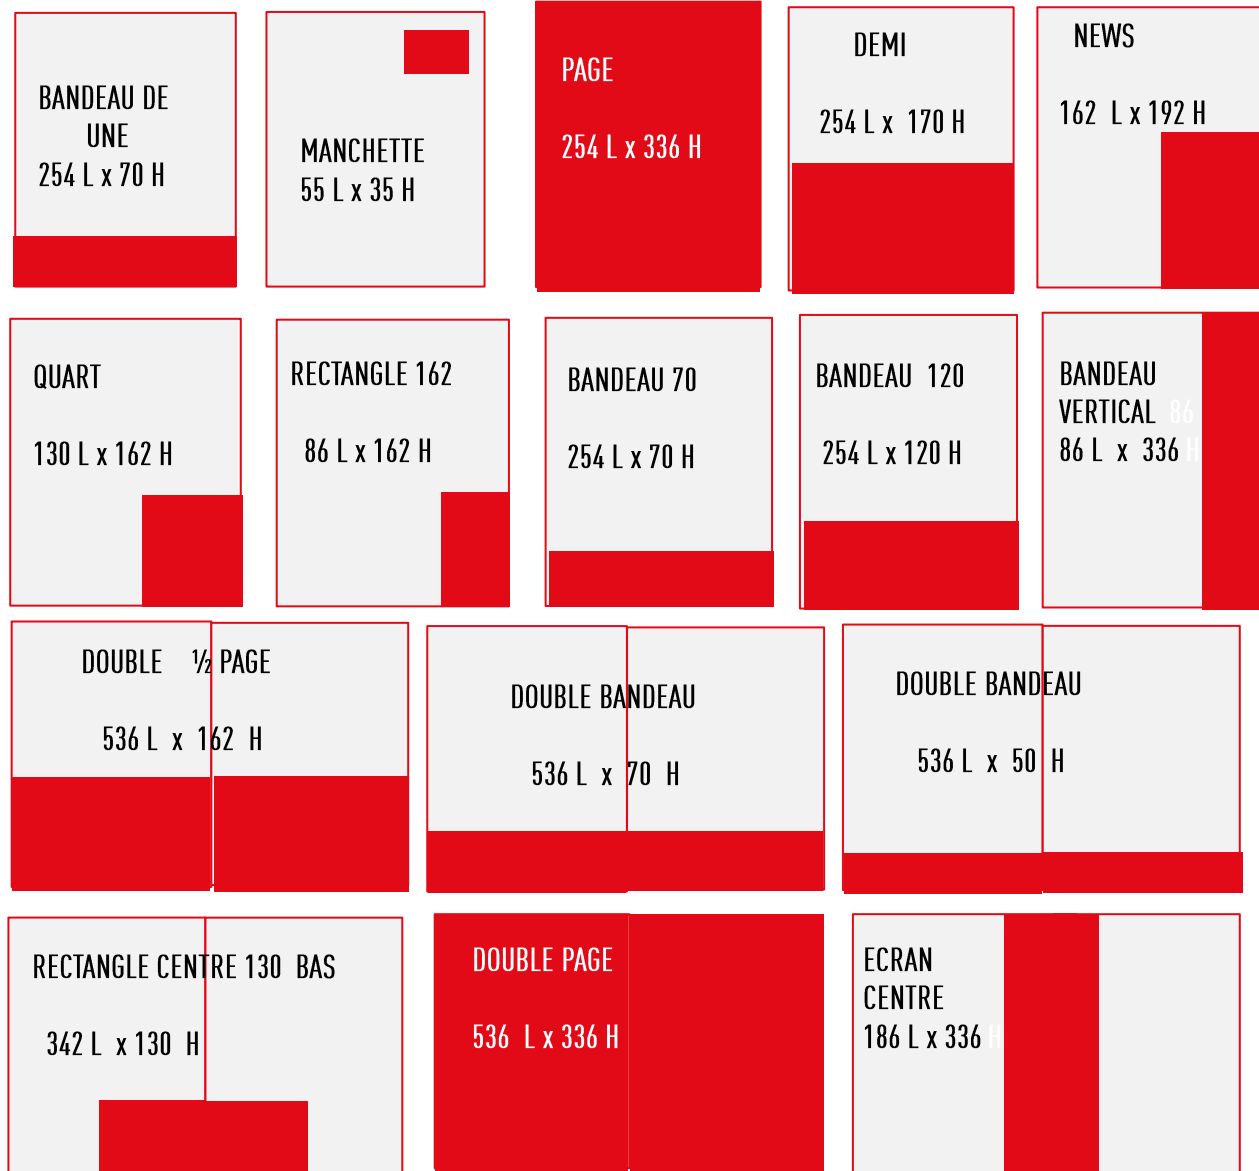 BANDEAU DE
UNE
254 L x 70 H
MANCHETTE
55 L x 35 H
PAGE
254 L x 336 H
DEMI
254 L x 170 H
NEWS
162 L x 192 H
QUART
130 L x 162 H
RECTANGLE 162
86 L x 162 H
BANDEAU 70
254 L x 70 H
BANDEAU 120
254 L x 120 H
BANDEAU
VERTICAL 86
86 L x 336 H
DOUBLE ½ PAGE
536 L x 162 H
DOUBLE BANDEAU
536 L x 70 H
DOUBLE BANDEAU
536 L x 50 H
RECTANGLE CENTRE 130 BAS
342 L x 130 H
DOUBLE PAGE
536 L x 336 H
ECRAN
CENTRE
186 L x 336 H